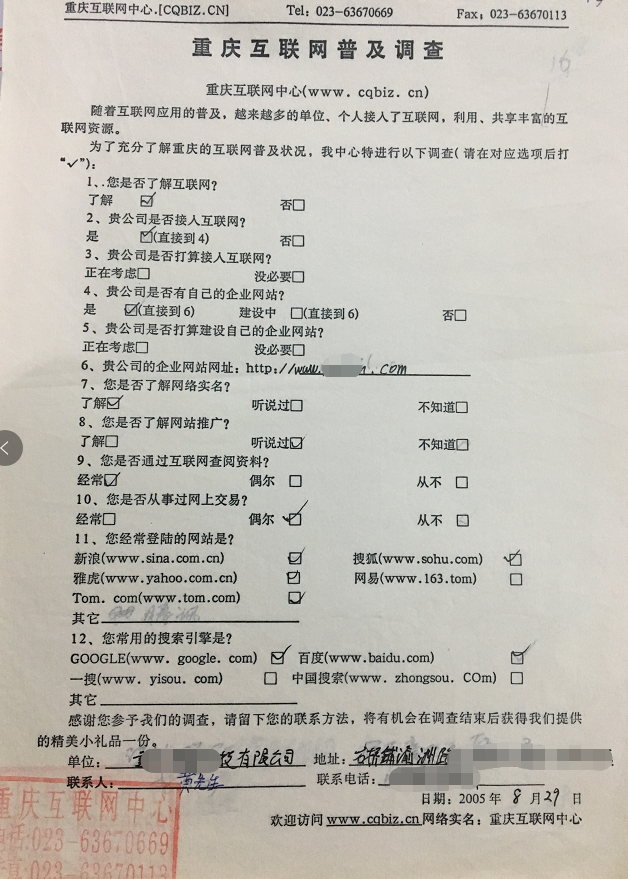 重庆互联网中心.[CQBIZ.CN] Tel: 023-63670669 Fax; 023-63670113
重庆互联网普及调查
16
重庆互联网中心(www. cqbiz. cn)
随着互联网应用的普及，越来越多的单位、个人接入了互联网，利用、共享丰富的互
联网资源。
为了充分了解重庆的互联网普及状况，我中心特进行以下调查(请在对应选项后打
“✓”)：
1、.您是否了解互联网？
了解 ☑ 否□
2、贵公司是否接入互联网？
是 ☑(直接到4) 否□
3、贵公司是否打算接入互联网？
正在考虑□ 没必要□
4、贵公司是否有自己的企业网站？
是 ☑(直接到6) 建设中 □(直接到6) 否□
5、贵公司是否打算建设自己的企业网站？
正在考虑□ 没必要□
6、贵公司的企业网站网址：http://www. .com
7、您是否了解网络实名？
了解☑ 听说过□ 不知道□
8、您是否了解网站推广？
了解□ 听说过☑ 不知道□
9、您是否通过互联网查阅资料？
经常☑ 偶尔 □ 从不 □
10、您是否从事过网上交易？
经常□ 偶尔 ☑ 从不 □
11、您经常登陆的网站是？
新浪(www.sina.com.cn) ☑ 搜狐(www.sohu.com) ☑
雅虎(www.yahoo.com.cn) ☑ 网易(www.163.tom) □
Tom. com(www.tom.com) ☑
其它
12、您常用的搜索引擎是？
GOOGLE(www. google. com) ☑ 百度(www.baidu.com) ☑
一搜(www. yisou. com) □ 中国搜索(www. zhongsou. COm) □
其它
感谢您参予我们的调查，请留下您的联系方法，将有机会在调查结束后获得我们提供
的精美小礼品一份。
单位： 技有限公司 地址：石桥铺渝洲
联系人： 黄先生 联系电话：
日期：2005年 8 月 29 日
欢迎访问 www.cqbiz.cn 网络实名：重庆互联网中心
重庆互联网中心
电话:023-63670669
传真:023-63670113